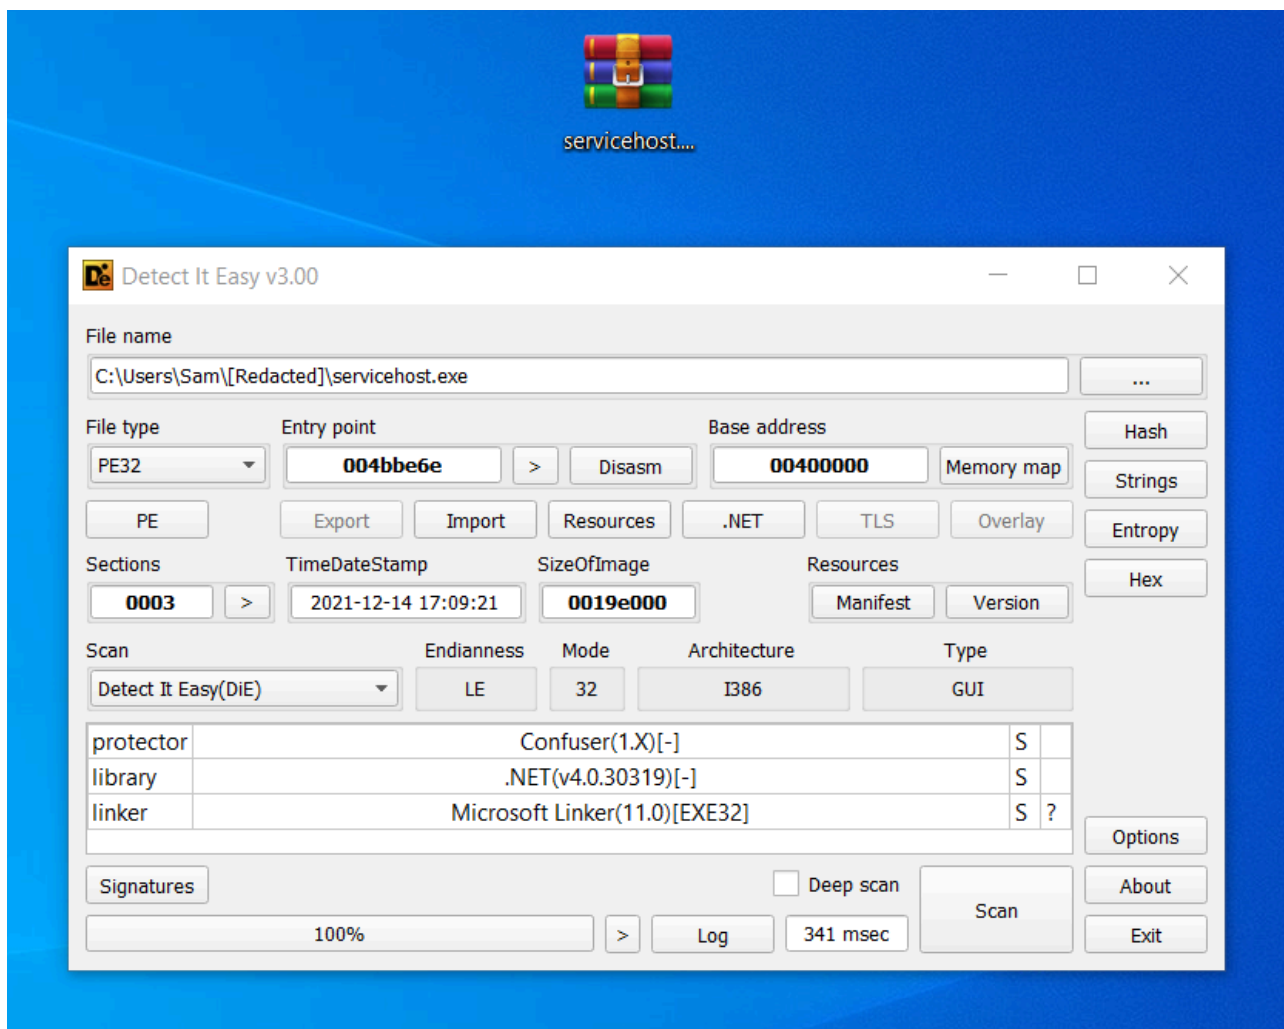 servicehost....
Detect It Easy v3.00
File name
C:\Users\Sam\[Redacted]\servicehost.exe ...
File type Entry point Base address Hash
PE32 004bbe6e > Disasm 00400000 Memory map Strings
PE Export Import Resources .NET TLS Overlay Entropy
Sections TimeDateStamp SizeOfImage Resources Hex
0003 > 2021-12-14 17:09:21 0019e000 Manifest Version
Scan Endianness Mode Architecture Type
Detect It Easy(DiE) LE 32 I386 GUI
protector Confuser(1.X)[-] S
library .NET(v4.0.30319)[-] S
linker Microsoft Linker(11.0)[EXE32] S ?
Options
Signatures Deep scan Scan About
100% > Log 341 msec Exit